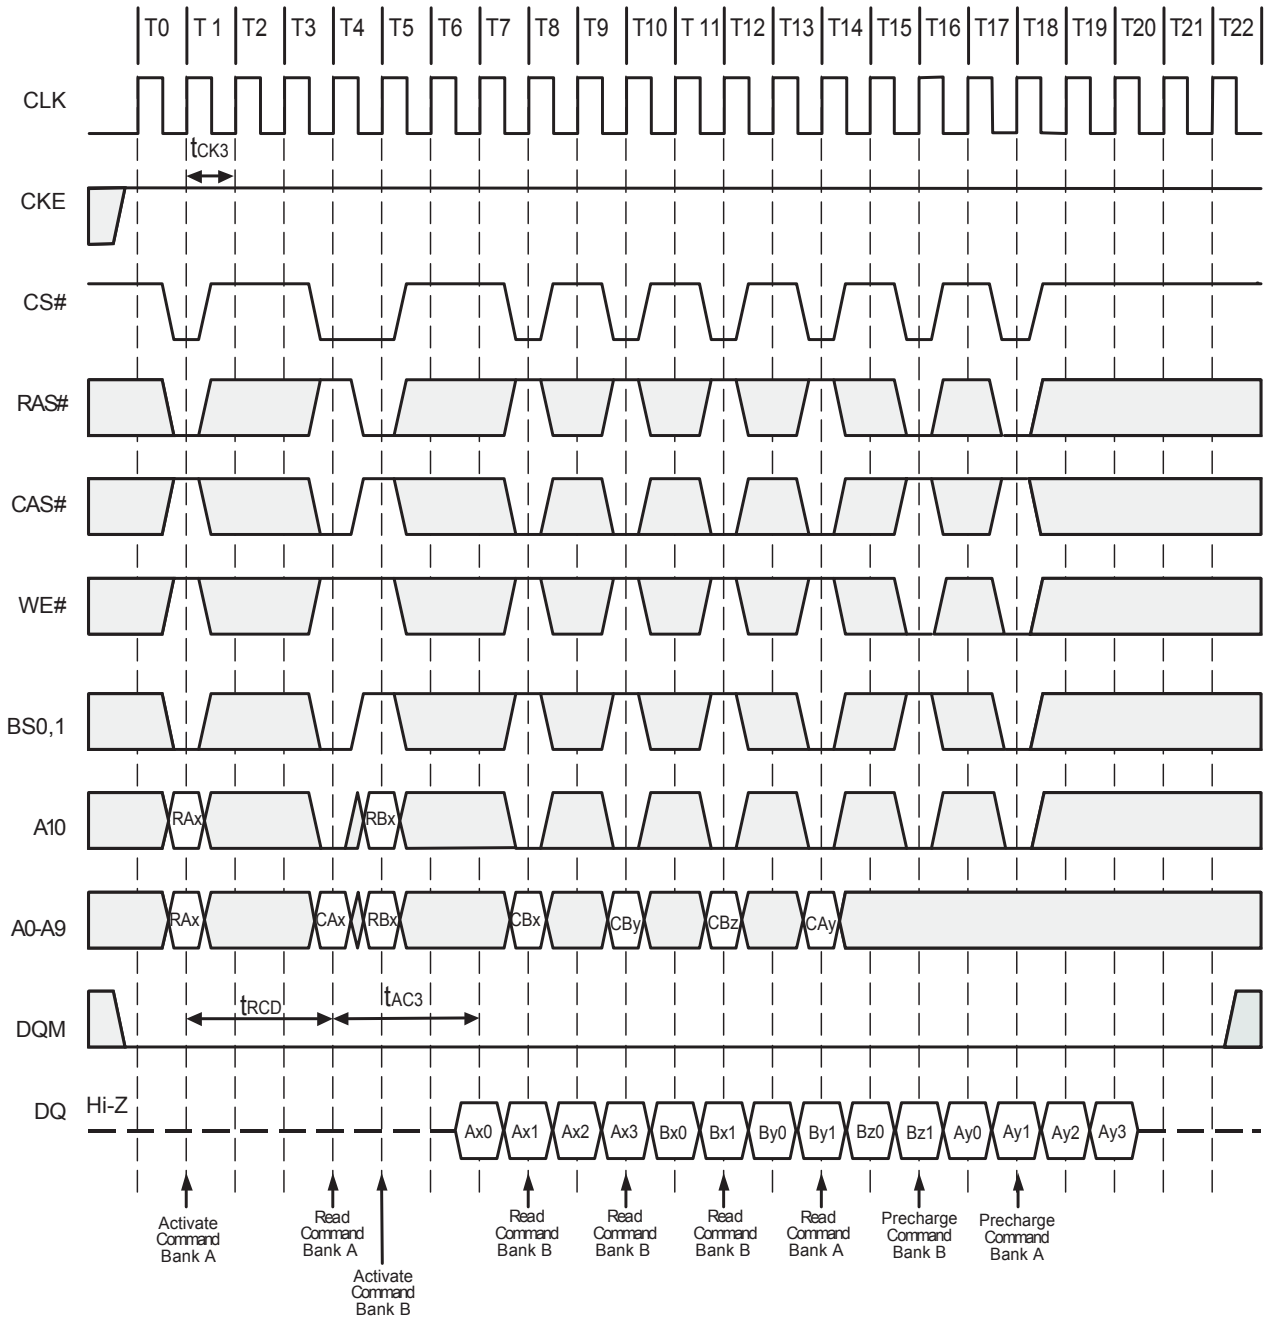 T0 T 1 T2 T3 T4 T5 T6 T7 T8 T9 T10 T 11 T12 T13 T14 T15 T16 T17 T18 T19 T20 T21 T22
CLK
tCK3
CKE
CS#
RAS#
CAS#
WE#
BS0,1
A10
RAx RBx
A0-A9
RAx CAx RBx CBx CBy CBz CAy
tRCD tAC3
DQM
DQ
Hi-Z
Ax0 Ax1 Ax2 Ax3 Bx0 Bx1 By0 By1 Bz0 Bz1 Ay0 Ay1 Ay2 Ay3
Activate
Command
Bank A
Read
Command
Bank A
Activate
Command
Bank B
Read
Command
Bank B
Read
Command
Bank B
Read
Command
Bank B
Read
Command
Bank A
Precharge
Command
Bank B
Precharge
Command
Bank A